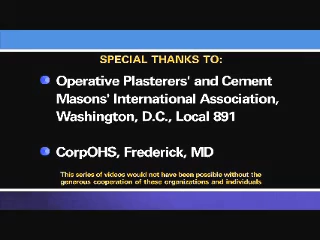 SPECIAL THANKS TO:
Operative Plasterers' and Cement
Masons' International Association,
Washington, D.C., Local 891
CorpOHS, Frederick, MD
This series of videos would not have been possible without the
generous cooperation of these organizations and individuals